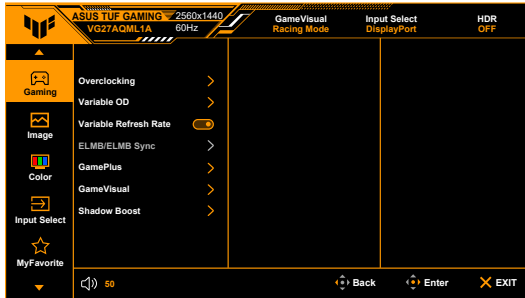 ASUS TUF GAMING 2560x1440
VG27AQML1A 60Hz
GameVisual
Racing Mode
Input Select
DisplayPort
HDR
OFF
Gaming
Image
Color
Input Select
MyFavorite
Overclocking
Variable OD
Variable Refresh Rate
ELMB/ELMB Sync
GamePlus
GameVisual
Shadow Boost
50
Back
Enter
EXIT